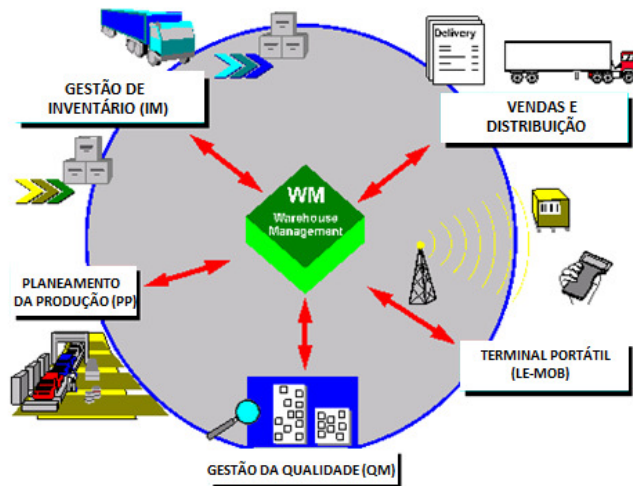 Delivery
GESTÃO DE
INVENTÁRIO (IM)
VENDAS E
DISTRIBUIÇÃO
WM
Warehouse
Management
PLANEAMENTO
DA PRODUÇÃO (PP)
TERMINAL PORTÁTIL
(LE-MOB)
GESTÃO DA QUALIDADE (QM)